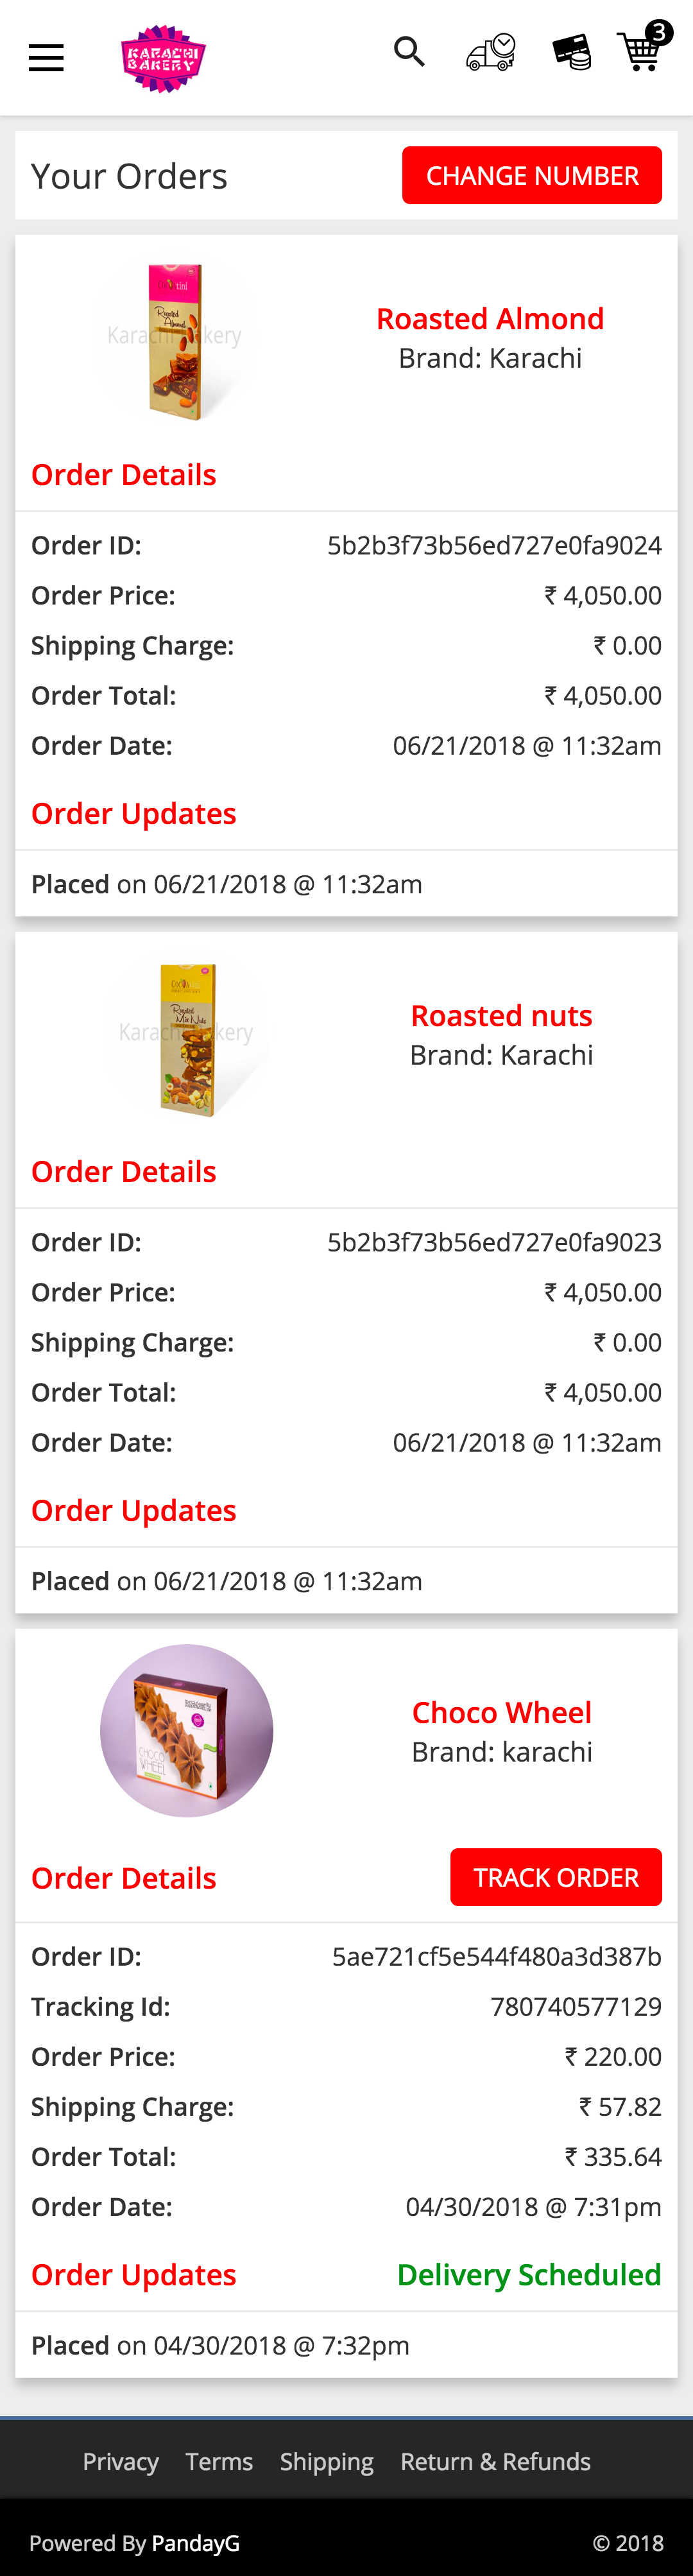 KARACHI
BAKERY
3
Your Orders
CHANGE NUMBER
Roasted
Almond
Karachi Bakery
Roasted Almond
Brand: Karachi
Order Details
Order ID: 5b2b3f73b56ed727e0fa9024
Order Price: ₹ 4,050.00
Shipping Charge: ₹ 0.00
Order Total: ₹ 4,050.00
Order Date: 06/21/2018 @ 11:32am
Order Updates
Placed on 06/21/2018 @ 11:32am
Roasted
Mix Nuts
Karachi Bakery
Roasted nuts
Brand: Karachi
Order Details
Order ID: 5b2b3f73b56ed727e0fa9023
Order Price: ₹ 4,050.00
Shipping Charge: ₹ 0.00
Order Total: ₹ 4,050.00
Order Date: 06/21/2018 @ 11:32am
Order Updates
Placed on 06/21/2018 @ 11:32am
CHOCO
WHEEL
Choco Wheel
Brand: karachi
Order Details
TRACK ORDER
Order ID: 5ae721cf5e544f480a3d387b
Tracking Id: 780740577129
Order Price: ₹ 220.00
Shipping Charge: ₹ 57.82
Order Total: ₹ 335.64
Order Date: 04/30/2018 @ 7:31pm
Order Updates Delivery Scheduled
Placed on 04/30/2018 @ 7:32pm
Privacy Terms Shipping Return & Refunds
Powered By PandayG © 2018